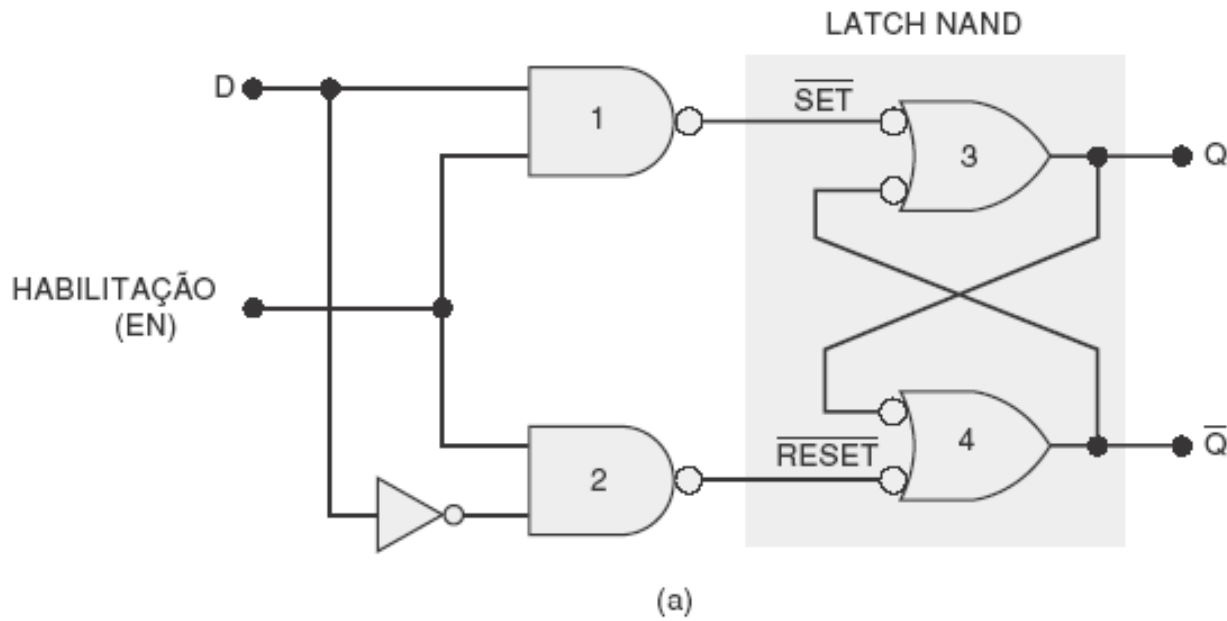 LATCH NAND
D
1
SET
3
Q
HABILITAÇÃO
(EN)
2
RESET
4
Q
(a)